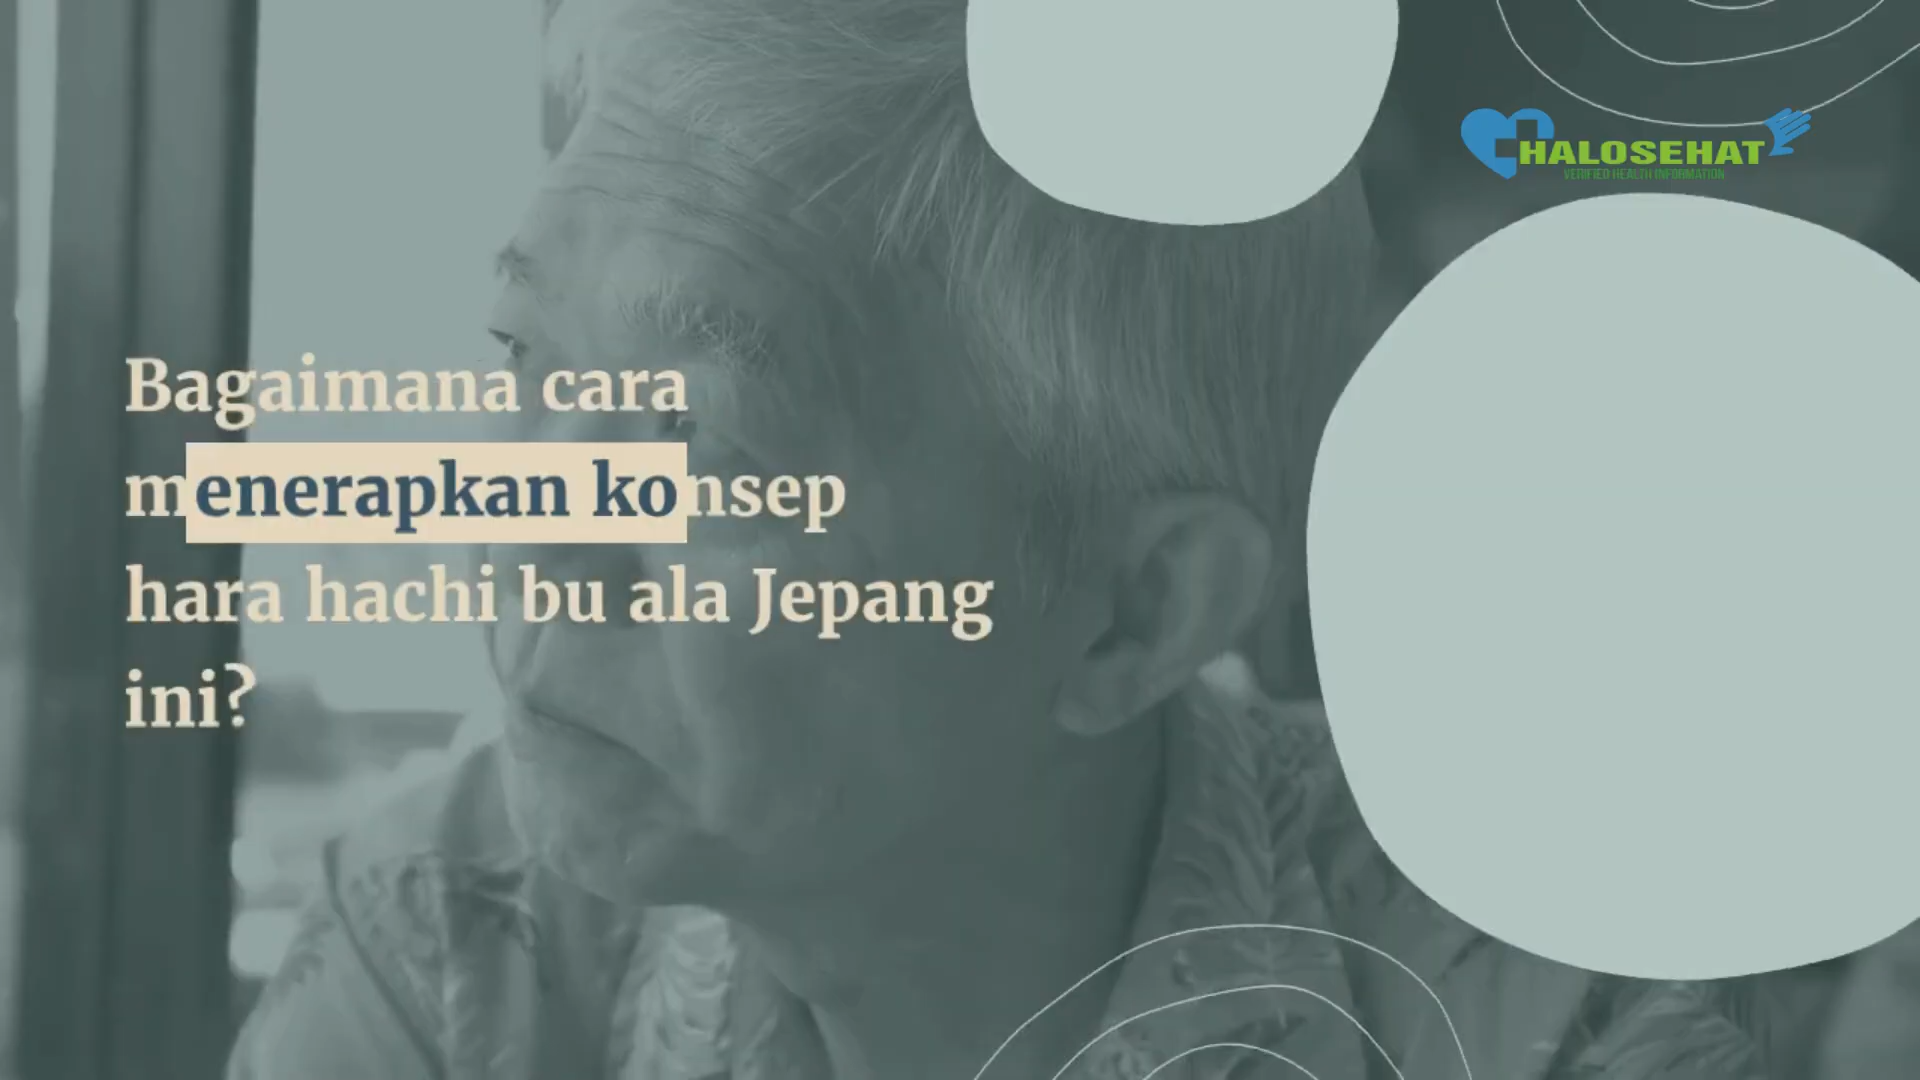 HALOSEHAT
VERIFIED HEALTH INFORMATION
Bagaimana cara
menerapkan konsep
hara hachi bu ala Jepang
ini?